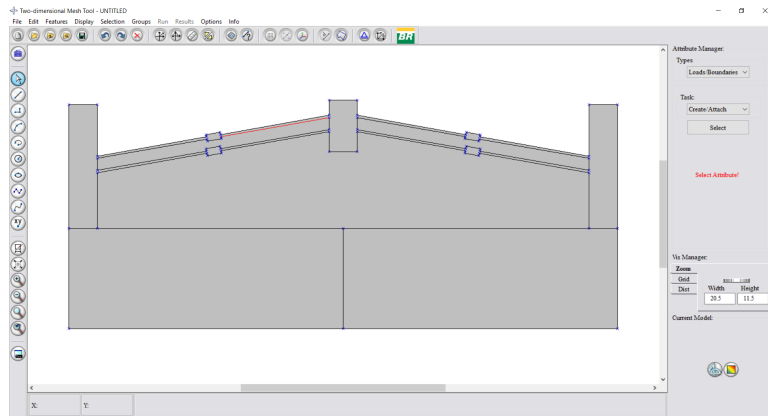 Two-dimensional Mesh Tool - UNTITLED
File Edit Features Display Selection Groups Run Results Options Info
BR
Attribute Manager:
Types
Loads/Boundaries
Task:
Create/Attach
Select
Select Attribute!
xy
Vis Manager:
Zoom
Grid
Dist
Width Height
20.5 11.5
Current Model:
X: Y: